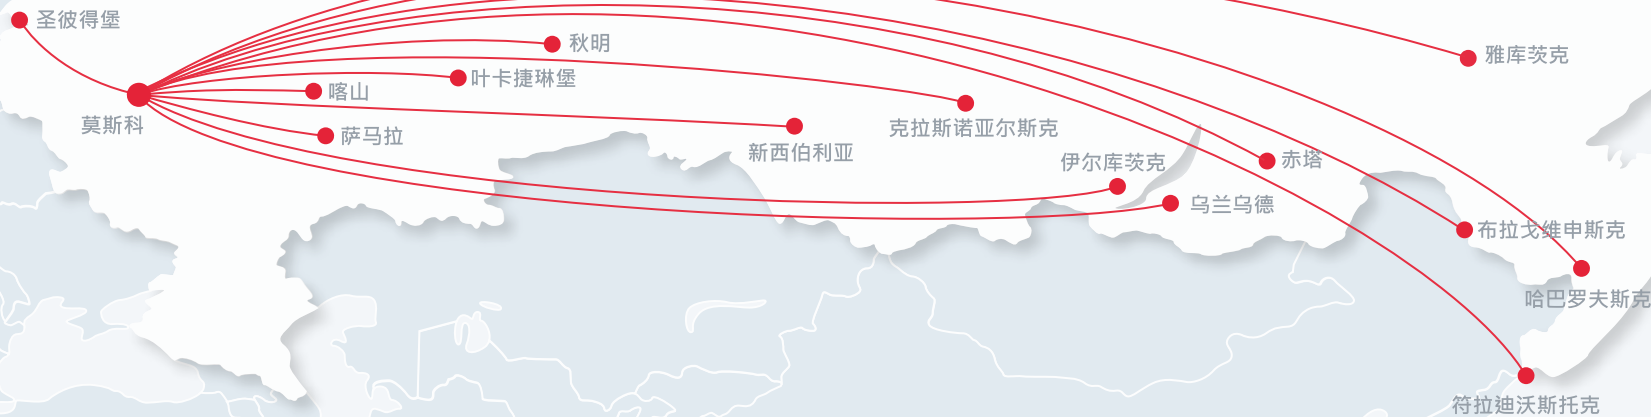 圣彼得堡
秋明
雅库茨克
叶卡捷琳堡
喀山
莫斯科
萨马拉
克拉斯诺亚尔斯克
新西伯利亚
伊尔库茨克
赤塔
乌兰乌德
布拉戈维申斯克
哈巴罗夫斯克
符拉迪沃斯托克